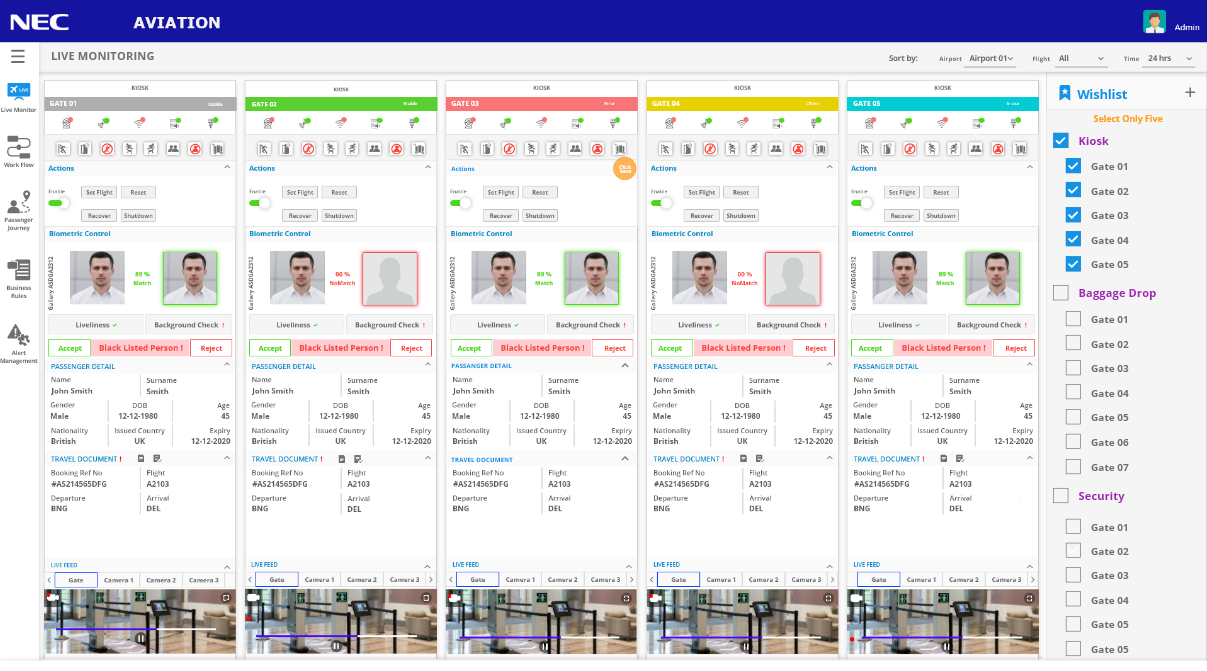 NEC AVIATION
Admin
LIVE MONITORING
Sort by: Airport Airport 01 Flight All Time 24 hrs
Live Monitor
Work Flow
Passenger
Journey
Business
Rules
Alert
Management
KIOSK
GATE 01 Disable
Actions
Enable
Set Flight Reset
Recover Shutdown
Biometric Control
Gallery ASDGA2312
89 %
Match
Liveliness Background Check !
Accept Black Listed Person ! Reject
PASSENGER DETAIL
Name Surname
John Smith Smith
Gender DOB Age
Male 12-12-1980 45
Nationality Issued Country Expiry
British UK 12-12-2020
TRAVEL DOCUMENT !
Booking Ref No Flight
#AS214565DFG A2103
Departure Arrival
BNG DEL
LIVE FEED
Gate Camera 1 Camera 2 Camera 3
KIOSK
GATE 02 Enable
Actions
Enable
Set Flight Reset
Recover Shutdown
Biometric Control
Gallery ASDGA2312
00 %
NoMatch
Liveliness Background Check !
Accept Black Listed Person ! Reject
PASSENGER DETAIL
Name Surname
John Smith Smith
Gender DOB Age
Male 12-12-1980 45
Nationality Issued Country Expiry
British UK 12-12-2020
TRAVEL DOCUMENT !
Booking Ref No Flight
#AS214565DFG A2103
Departure Arrival
BNG DEL
LIVE FEED
Gate Camera 1 Camera 2 Camera 3
KIOSK
GATE 03 Error
Actions
Click
here
Enable
Set Flight Reset
Recover Shutdown
Biometric Control
Gallery ASDGA2312
89 %
Match
Liveliness Background Check !
Accept Black Listed Person ! Reject
PASSANGER DETAIL
Name Surname
John Smith Smith
Gender DOB Age
Male 12-12-1980 45
Nationality Issued Country Expiry
British UK 12-12-2020
TRAVEL DOCUMENT
Booking Ref No Flight
#AS214565DFG A2103
Departure Arrival
BNG DEL
LIVE FEED
Gate Camera 1 Camera 2 Camera 3
KIOSK
GATE 04 Offline
Actions
Enable
Set Flight Reset
Recover Shutdown
Biometric Control
Gallery ASDGA2312
00 %
NoMatch
Liveliness Background Check !
Accept Black Listed Person ! Reject
PASSENGER DETAIL
Name Surname
John Smith Smith
Gender DOB Age
Male 12-12-1980 45
Nationality Issued Country Expiry
British UK 12-12-2020
TRAVEL DOCUMENT !
Booking Ref No Flight
#AS214565DFG A2103
Departure Arrival
BNG DEL
LIVE FEED
Gate Camera 1 Camera 2 Camera 3
KIOSK
GATE 05 In use
Actions
Enable
Set Flight Reset
Recover Shutdown
Biometric Control
Gallery ASDGA2312
89 %
Match
Liveliness Background Check !
Accept Black Listed Person ! Reject
PASSANGER DETAIL
Name Surname
John Smith Smith
Gender DOB Age
Male 12-12-1980 45
Nationality Issued Country Expiry
British UK 12-12-2020
TRAVEL DOCUMENT !
Booking Ref No Flight
#AS214565DFG A2103
Departure Arrival
BNG DEL
LIVE FEED
Gate Camera 1 Camera 2 Camera 3
Wishlist +
Select Only Five
Kiosk
Gate 01
Gate 02
Gate 03
Gate 04
Gate 05
Baggage Drop
Gate 01
Gate 02
Gate 03
Gate 04
Gate 05
Gate 06
Gate 07
Security
Gate 01
Gate 02
Gate 03
Gate 04
Gate 05
Gate 05